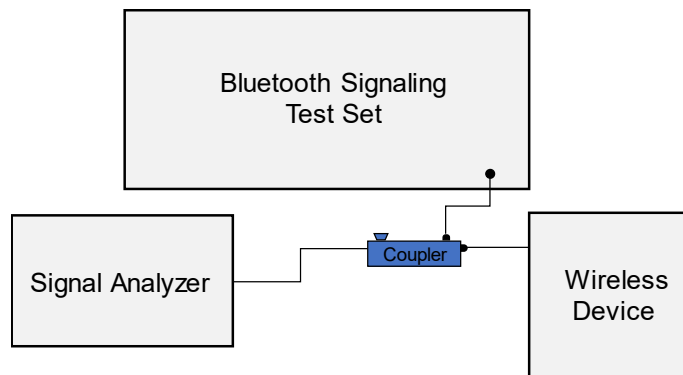 Bluetooth Signaling
Test Set
Signal Analyzer
Coupler
Wireless
Device